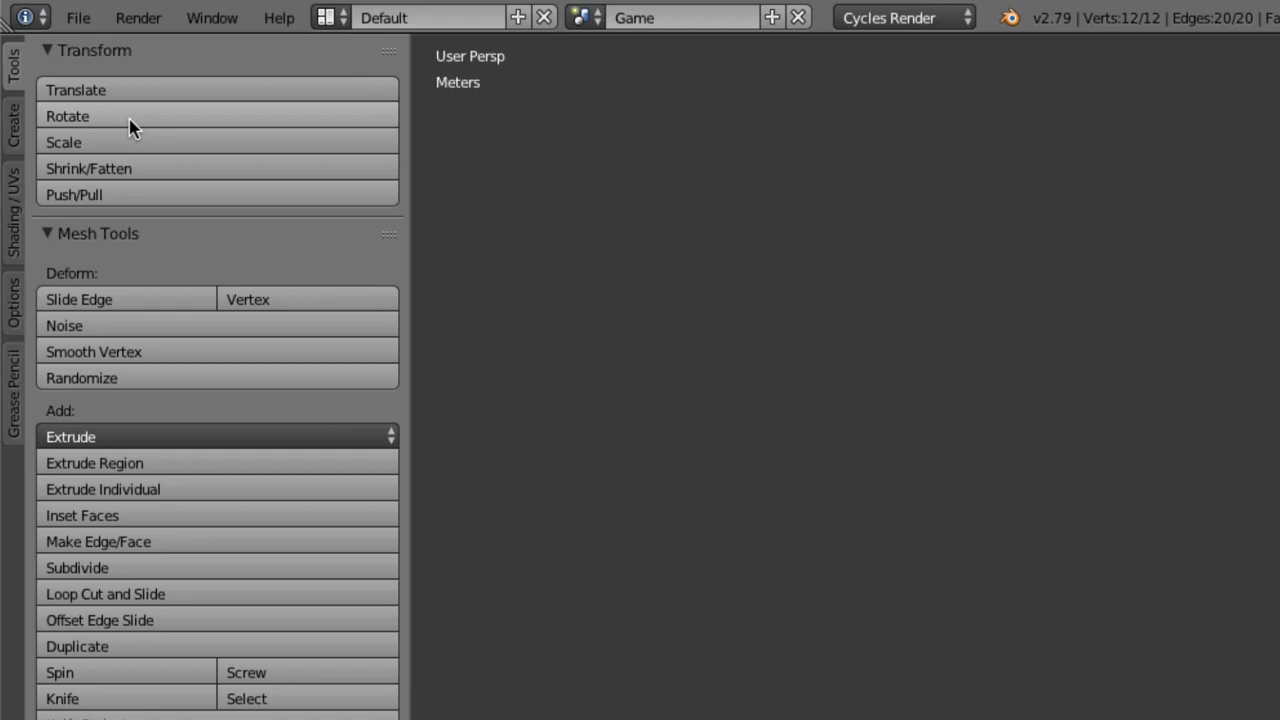 File Render Window Help Default Game Cycles Render v2.79 | Verts:12/12 | Edges:20/20 | Fa
Tools
Create
Shading / UVs
Options
Grease Pencil
Transform
Translate
Rotate
Scale
Shrink/Fatten
Push/Pull
Mesh Tools
Deform:
Slide Edge Vertex
Noise
Smooth Vertex
Randomize
Add:
Extrude
Extrude Region
Extrude Individual
Inset Faces
Make Edge/Face
Subdivide
Loop Cut and Slide
Offset Edge Slide
Duplicate
Spin Screw
Knife Select
User Persp
Meters